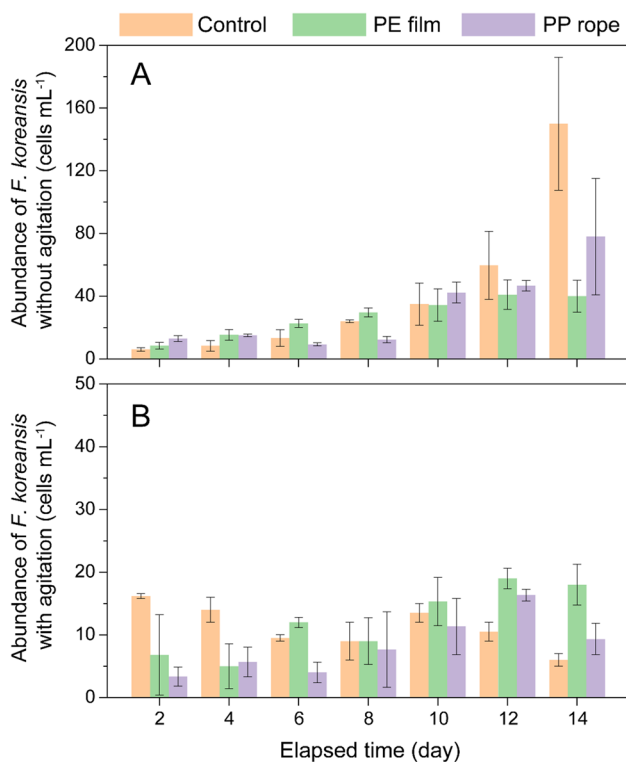 Control PE film PP rope
A
Abundance of F. koreansis
without agitation (cells mL⁻¹)
200
160
120
80
40
0
B
Abundance of F. koreansis
with agitation (cells mL⁻¹)
50
40
30
20
10
0
2 4 6 8 10 12 14
Elapsed time (day)